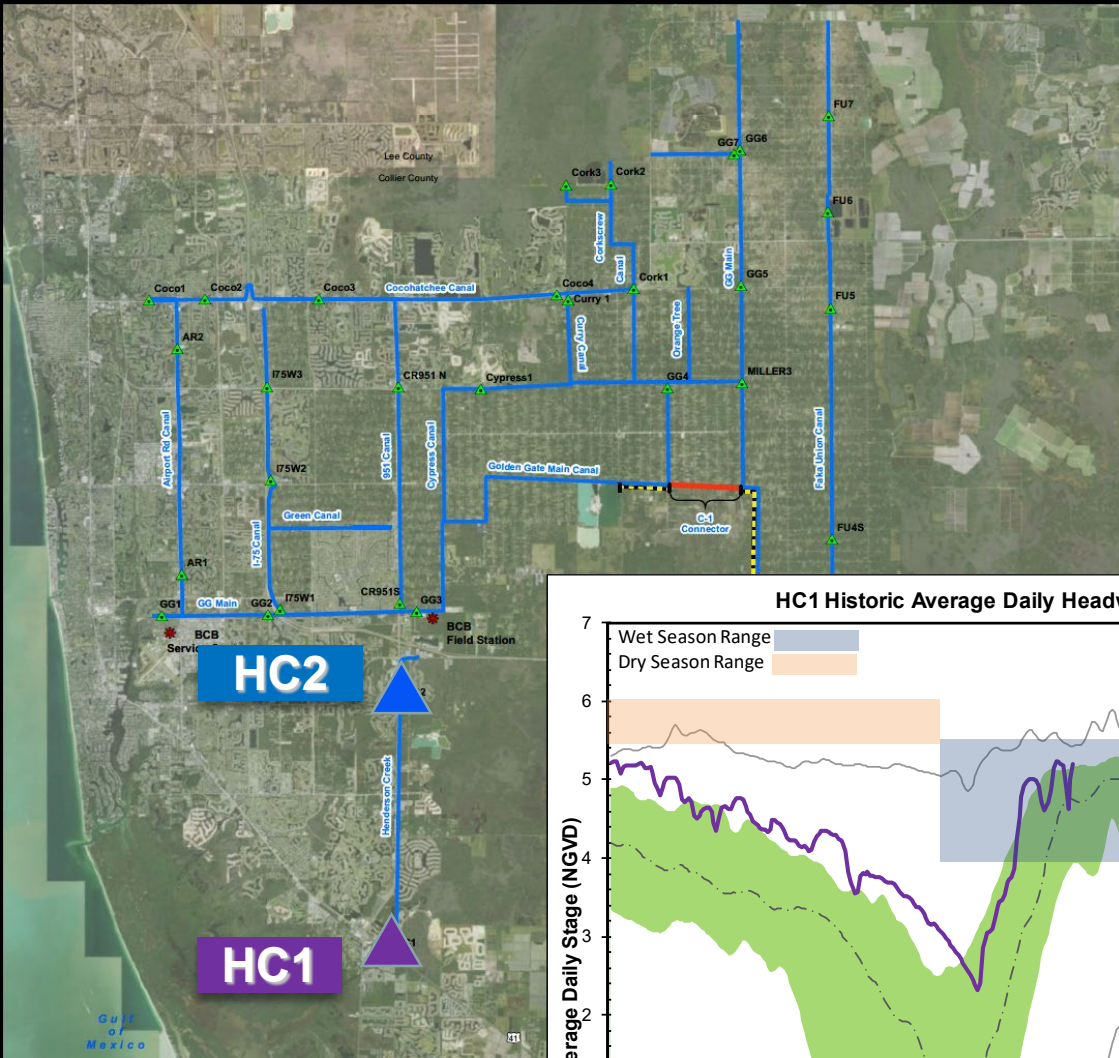 Lee County
Collier County
FU7
GG7
GG6
Cork3
Cork2
FU6
Corkscrew
Canal
GG Main
Coco1
Coco2
Coco3
Cocohatchee Canal
Coco4
Cork1
GG5
Curry 1
FU5
AR2
Curry Canal
Orange Tree
I75W3
CR951 N
Cypress1
GG4
MILLER3
Airport Rd Canal
951 Canal
Cypress Canal
Faka Union Canal
I75W2
Golden Gate Main Canal
Green Canal
C-1
Connector
I-75 Canal
FU4S
AR1
GG1
GG Main
GG2
I75W1
CR951S
GG3
BCB
BCB
Field Station
HC2
2
Henderson Creek
HC1
1
Gulf
of
Mexico
41
HC1 Historic Average Daily
Wet Season Range
Dry Season Range
7
6
5
4
3
2
Daily Stage (NGVD)